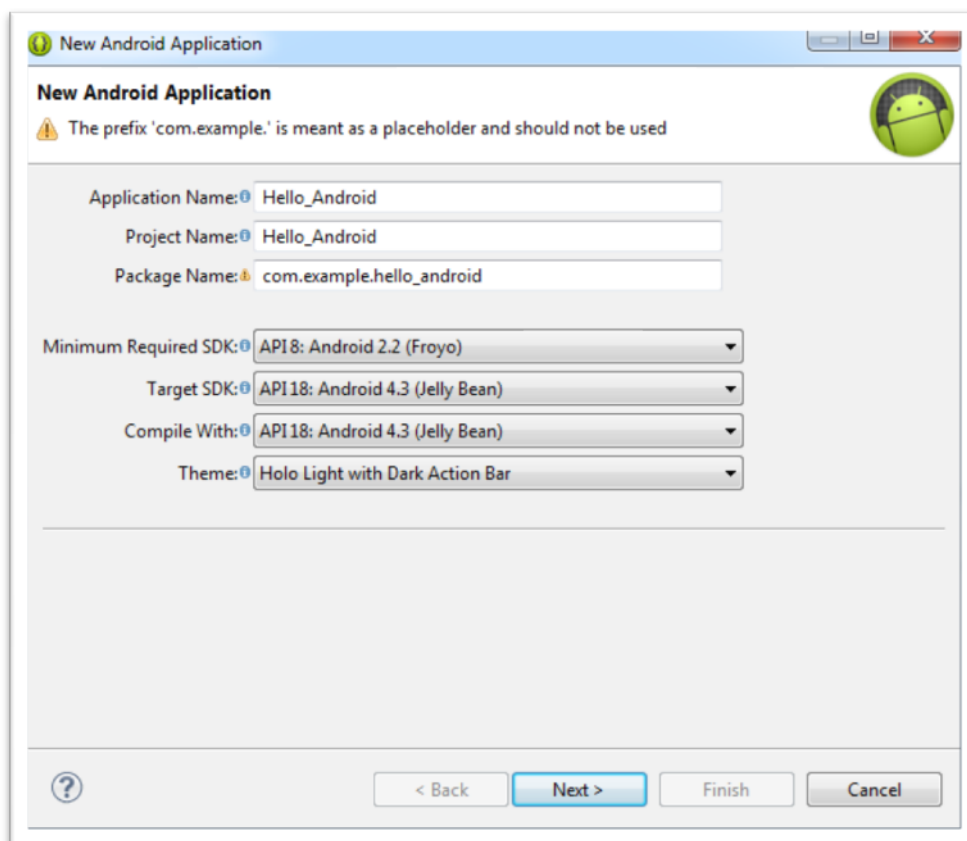 New Android Application
New Android Application
The prefix 'com.example.' is meant as a placeholder and should not be used
Application Name: Hello_Android
Project Name: Hello_Android
Package Name: com.example.hello_android
Minimum Required SDK: API 8: Android 2.2 (Froyo)
Target SDK: API 18: Android 4.3 (Jelly Bean)
Compile With: API 18: Android 4.3 (Jelly Bean)
Theme: Holo Light with Dark Action Bar
? < Back Next > Finish Cancel